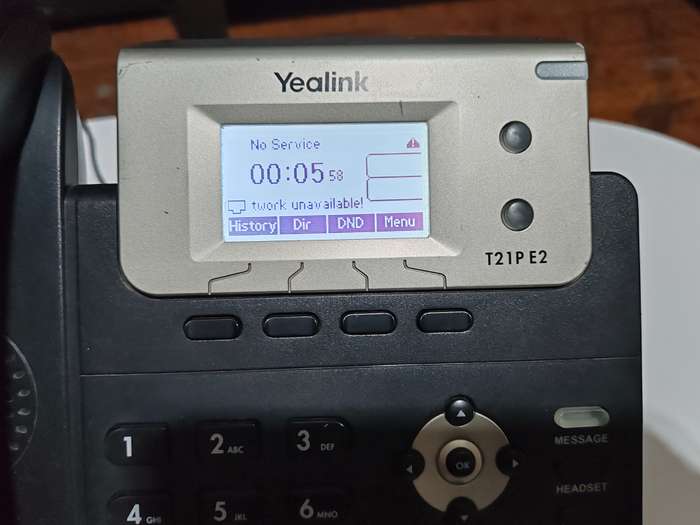 Yealink
No Service
00:05 58
twork unavailable!
History Dir DND Menu
T21P E2
1 2 ABC 3 DEF
OK
MESSAGE
HEADSET
4 GHI 5 JKL 6 MNO